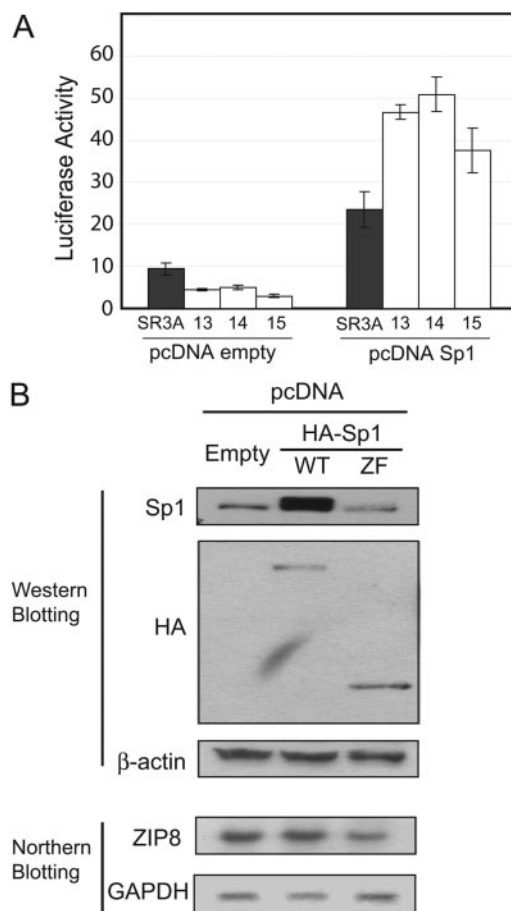 A
Luciferase Activity
60
50
40
30
20
10
0
SR3A 13 14 15 SR3A 13 14 15
pcDNA empty pcDNA Sp1
B
pcDNA
HA-Sp1
Empty WT ZF
Sp1
Western
Blotting
HA
β-actin
ZIP8
Northern
Blotting
GAPDH